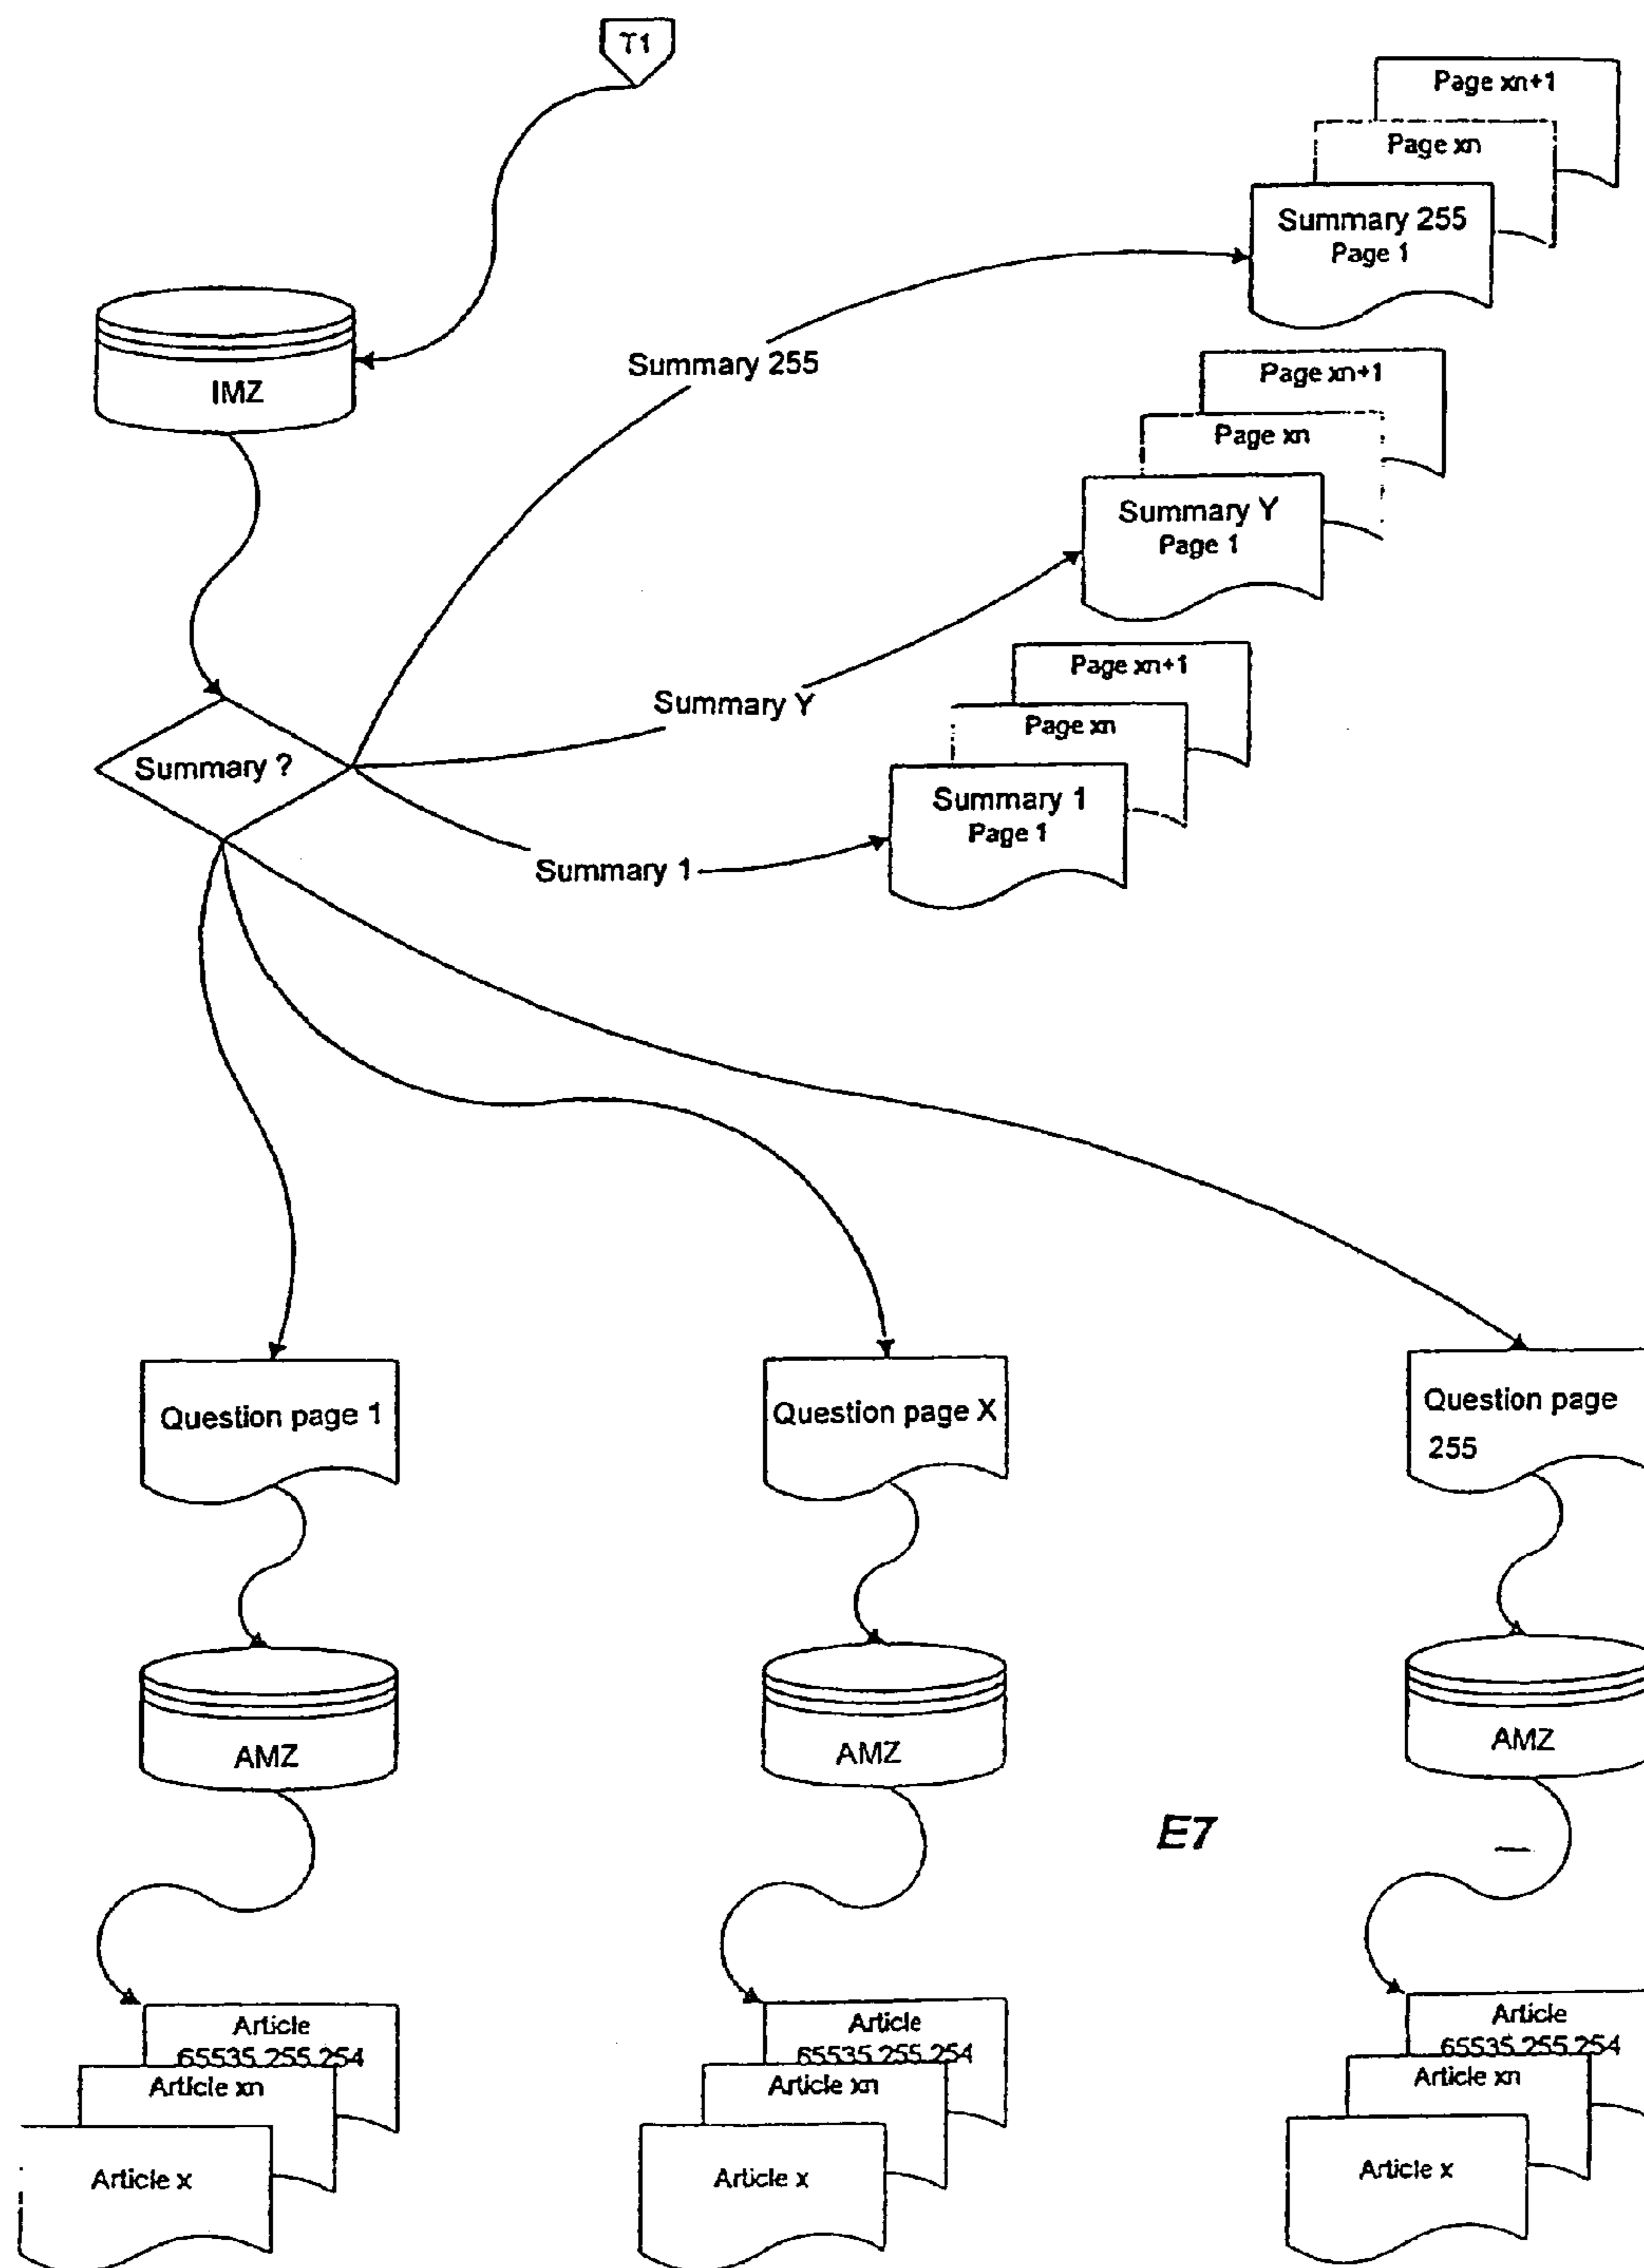 T1
Page xn+1
Page xn
Summary 255
Page 1
IMZ
Summary 255
Page xn+1
Page xn
Summary Y
Page 1
Summary Y
Page xn+1
Page xn
Summary 1
Page 1
Summary ?
Summary 1
Question page 1
Question page X
Question page
255
AMZ
AMZ
AMZ
E7
Article
65535.255.254
Article xn
Article x
Article
65535.255.254
Article xn
Article x
Article
65535.255.254
Article xn
Article x